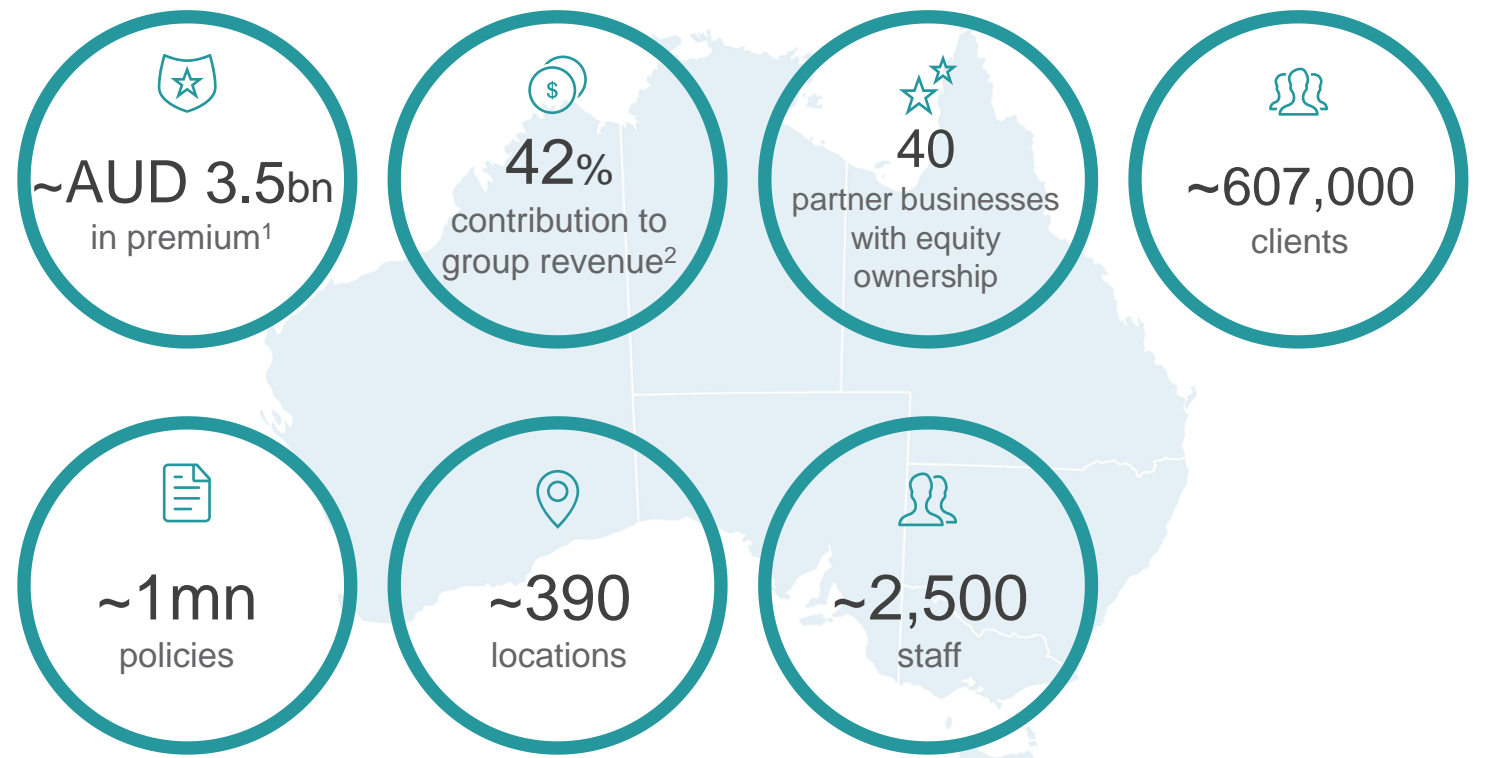 ~AUD 3.5bn
in premium¹
$
42%
contribution to
group revenue²
40
partner businesses
with equity
ownership
~607,000
clients
~1mn
policies
~390
locations
~2,500
staff